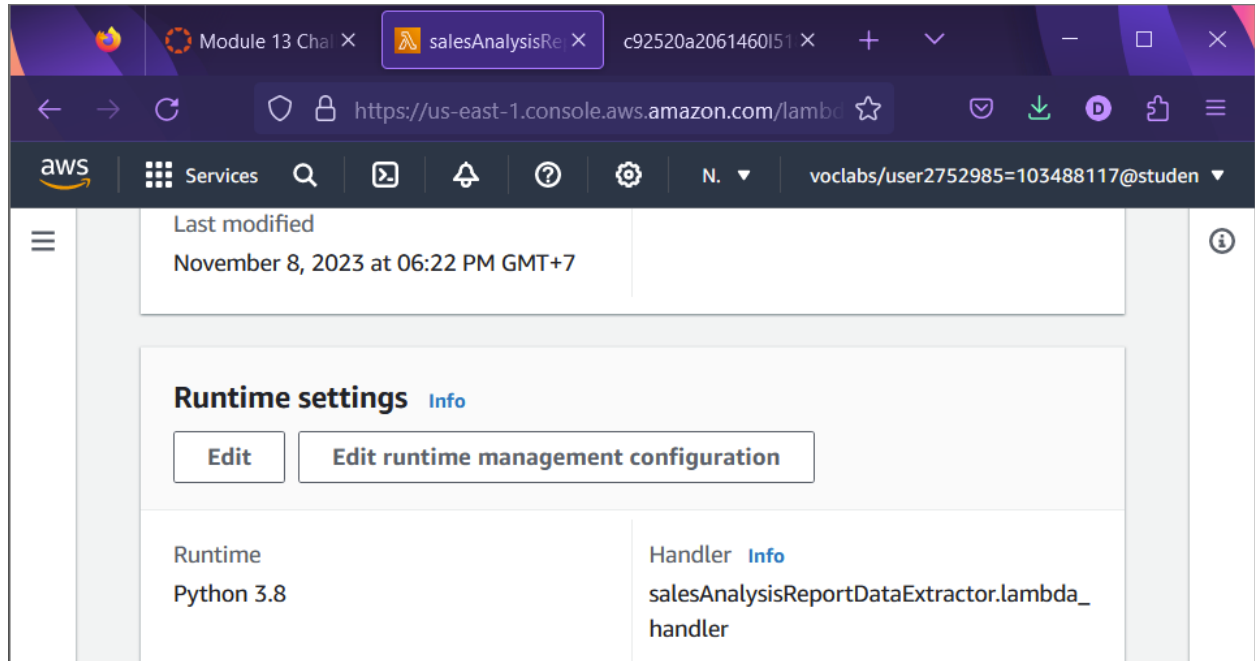 Module 13 Chal
salesAnalysisRe
c92520a2061460l51
https://us-east-1.console.aws.amazon.com/lambd
D
aws
Services
N.
voclabs/user2752985=103488117@studen
Last modified
November 8, 2023 at 06:22 PM GMT+7
Runtime settings Info
Edit
Edit runtime management configuration
Runtime
Handler Info
Python 3.8
salesAnalysisReportDataExtractor.lambda_
handler